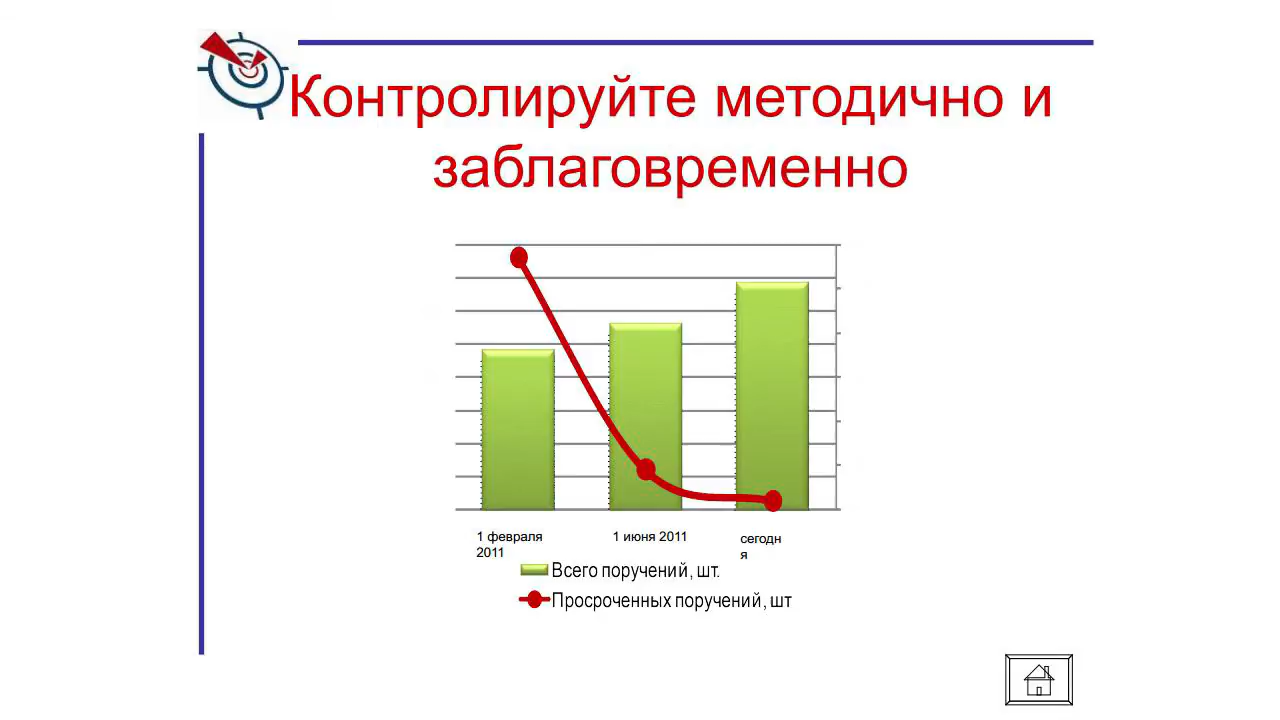 Контролируйте методично и
заблаговременно
1 февраля
2011
1 июня 2011
сегодн
я
Всего поручений, шт.
Просроченных поручений, шт